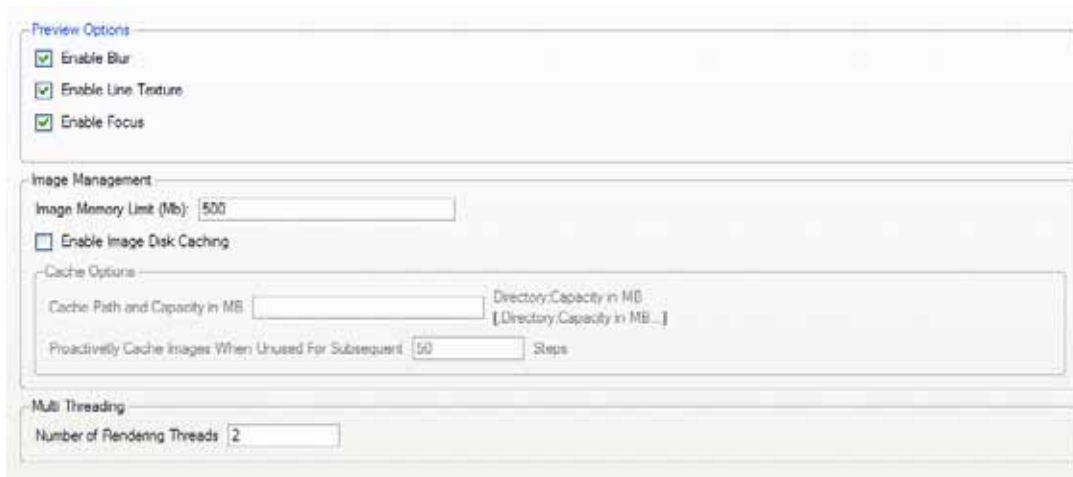 Preview Options
Enable Blur
Enable Line Texture
Enable Focus
Image Management
Image Memory Limit (Mb): 500
Enable Image Disk Caching
Cache Options
Cache Path and Capacity in MB
Directory:Capacity in MB
[,Directory:Capacity in MB...]
Proactivelly Cache Images When Unused For Subsequent 50 Steps
Multi Threading
Number of Rendering Threads 2